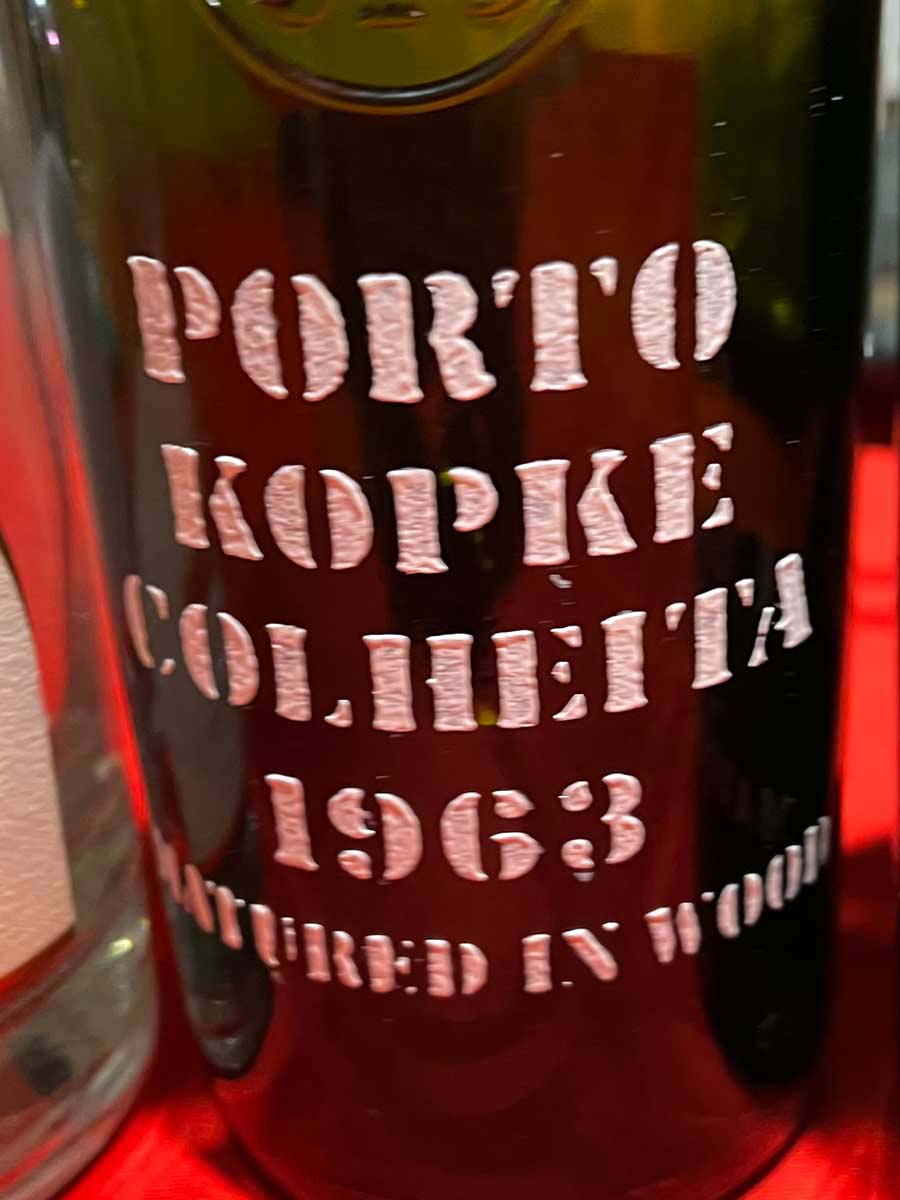 PORTO
KOPKE
COLHEITA
1963
MATURED IN WOOD